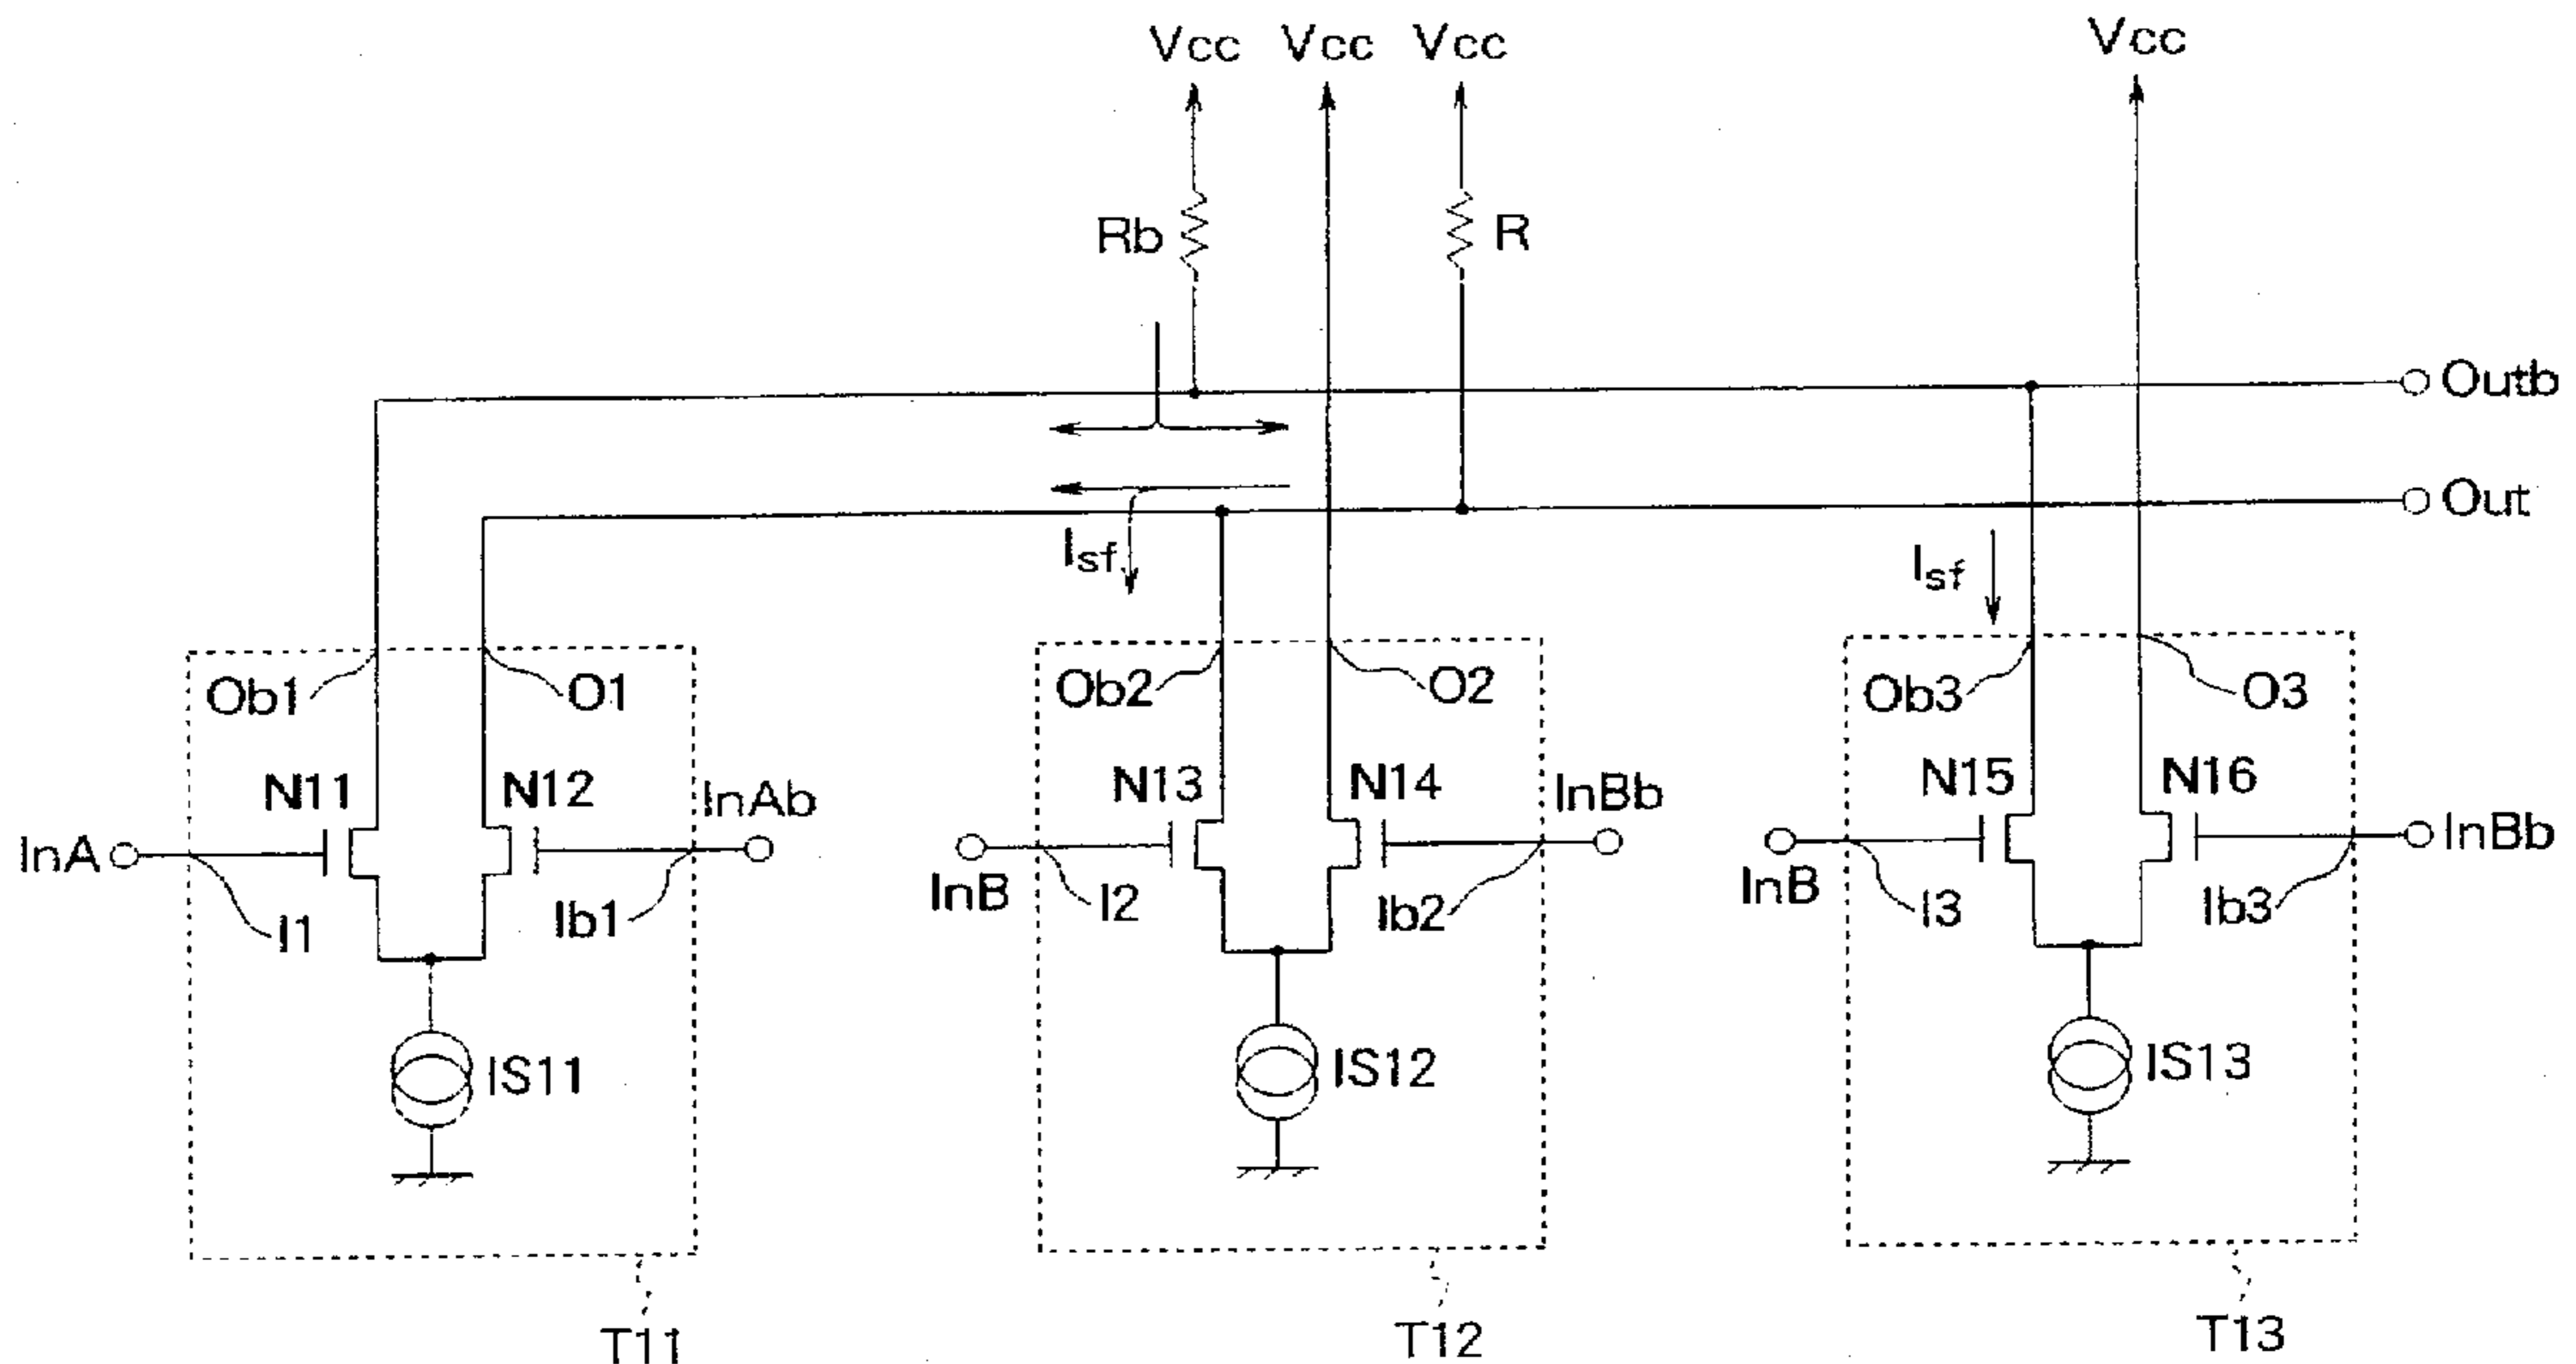 Vcc Vcc Vcc Vcc
Rb R
Outb
Out
Isf Isf
Ob1 O1 Ob2 O2 Ob3 O3
N11 N12 InAb N13 N14 InBb N15 N16
InA InB InB InBb
I1 Ib1 I2 Ib2 I3 Ib3
IS11 IS12 IS13
T11 T12 T13